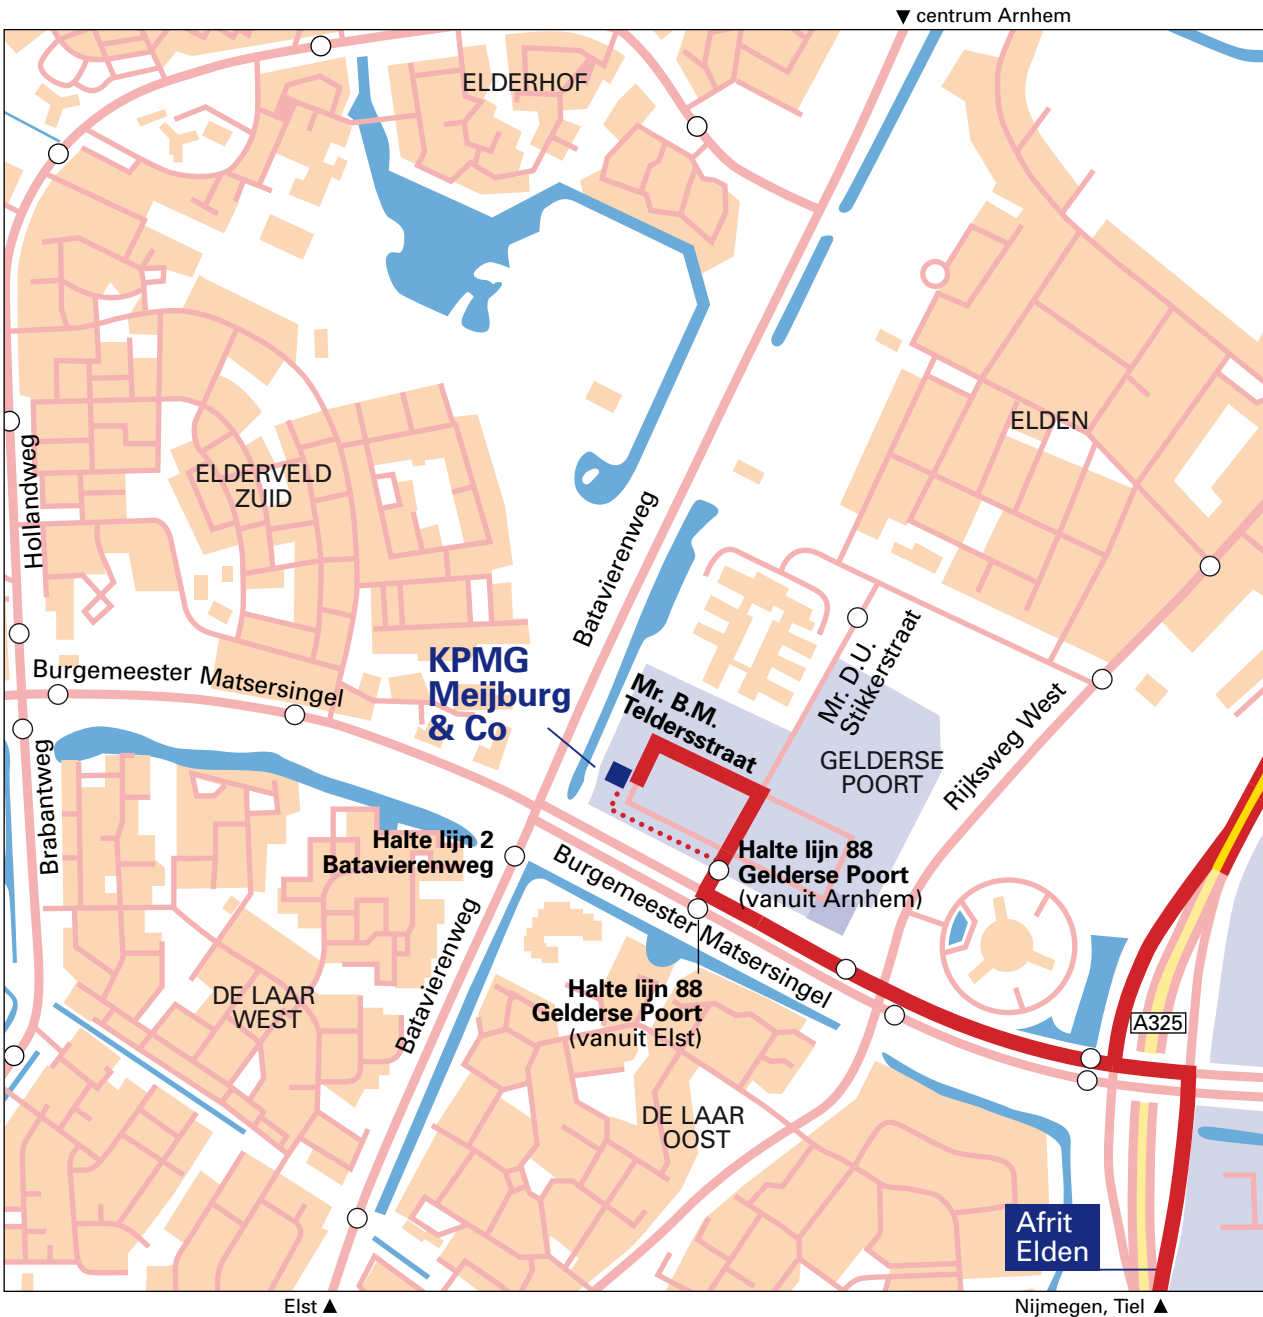 ▼ centrum Arnhem
ELDERHOF
ELDEN
ELDERVELD
ZUID
Hollandweg
Batavierenweg
Burgemeester Matsersingel
KPMG
Meijburg
& Co
Mr. B.M.
Teldersstraat
Mr. D.U.
Stikkerstraat
GELDERSE
POORT
Rijksweg West
Brabantweg
Halte lijn 2
Batavierenweg
Halte lijn 88
Gelderse Poort
(vanuit Arnhem)
Burgemeester Matsersingel
Batavierenweg
Halte lijn 88
Gelderse Poort
(vanuit Elst)
DE LAAR
WEST
A325
DE LAAR
OOST
Afrit
Elden
Elst ▲
Nijmegen, Tiel ▲